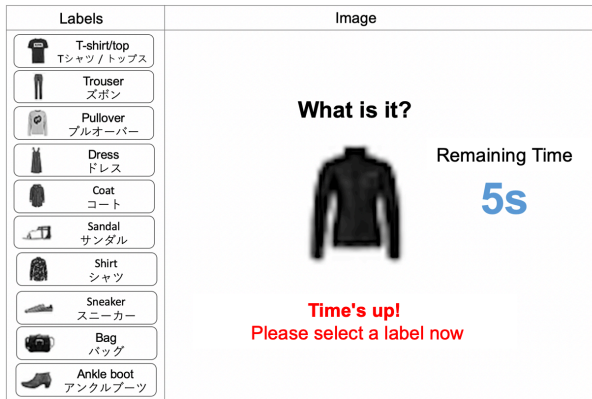 Labels
Image
T-shirt/top
Tシャツ / トップス
Trouser
ズボン
Pullover
プルオーバー
Dress
ドレス
Coat
コート
Sandal
サンダル
Shirt
シャツ
Sneaker
スニーカー
Bag
バッグ
Ankle boot
アンクルブーツ
What is it?
Remaining Time
5s
Time's up!
Please select a label now